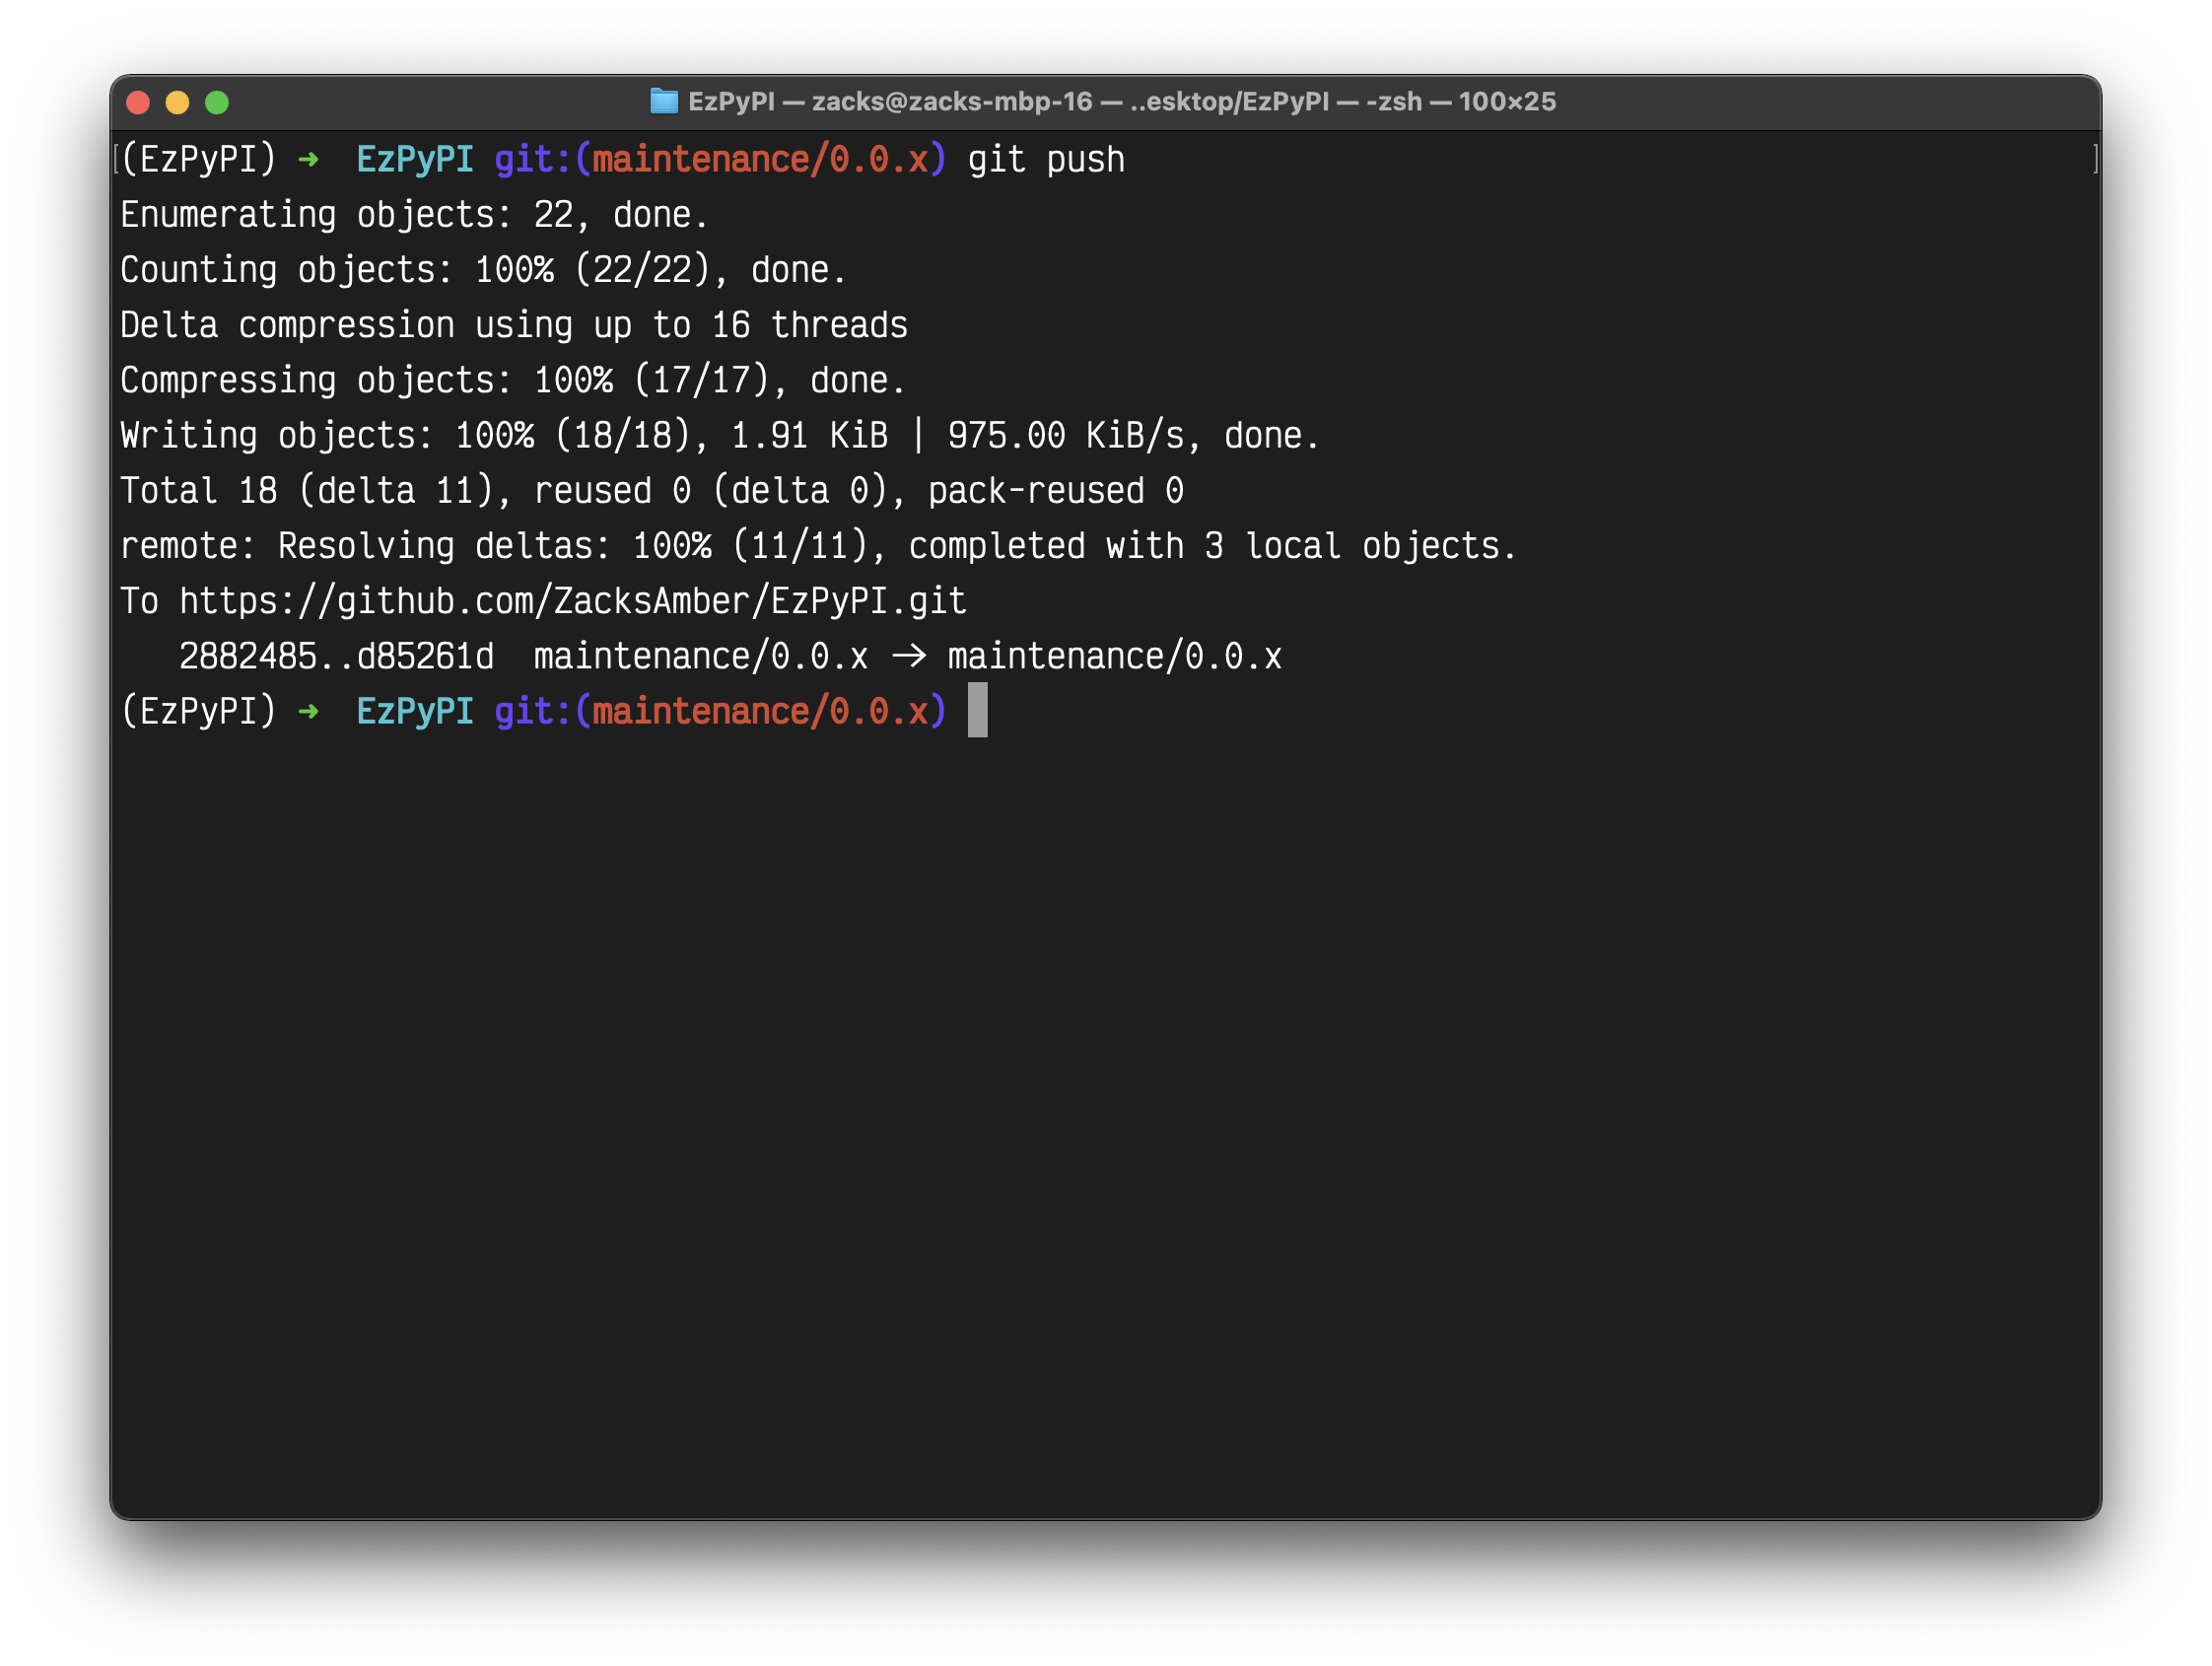 EzPyPI — zacks@zacks-mbp-16 — ..esktop/EzPyPI — -zsh — 100×25
[(EzPyPI) ➜  EzPyPI git:(maintenance/0.0.x) git push ]
Enumerating objects: 22, done.
Counting objects: 100% (22/22), done.
Delta compression using up to 16 threads
Compressing objects: 100% (17/17), done.
Writing objects: 100% (18/18), 1.91 KiB | 975.00 KiB/s, done.
Total 18 (delta 11), reused 0 (delta 0), pack-reused 0
remote: Resolving deltas: 100% (11/11), completed with 3 local objects.
To https://github.com/ZacksAmber/EzPyPI.git
   2882485..d85261d  maintenance/0.0.x -> maintenance/0.0.x
(EzPyPI) ➜  EzPyPI git:(maintenance/0.0.x)